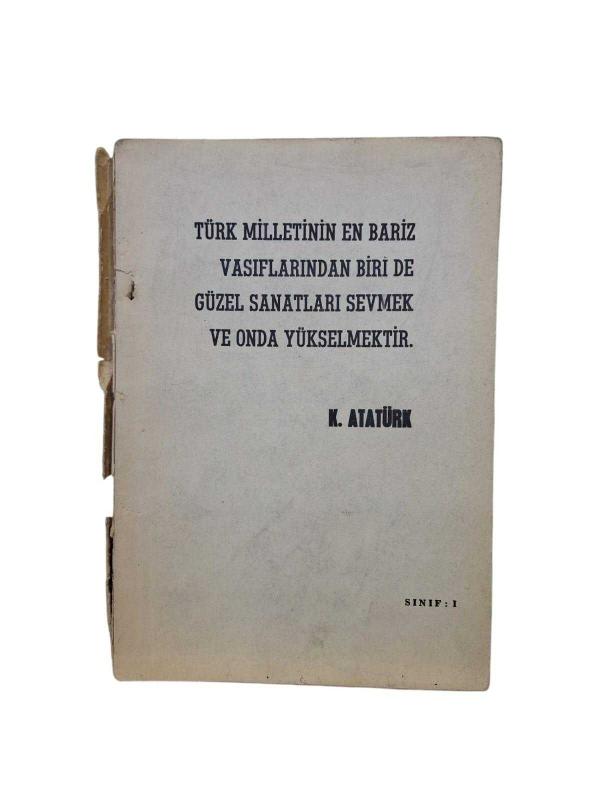 TÜRK MİLLETİNİN EN BARİZ
VASIFLARINDAN BİRİ DE
GÜZEL SANATLARI SEVMEK
VE ONDA YÜKSELMEKTİR.
K. ATATÜRK
SINIF : I